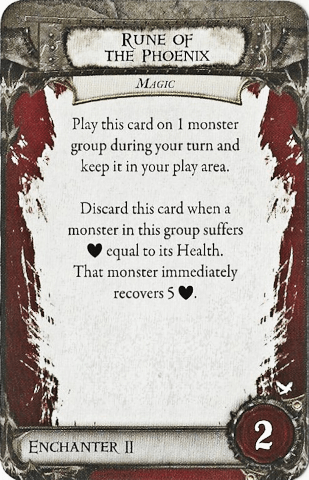 Rune of
the Phoenix
Magic
Play this card on 1 monster
group during your turn and
keep it in your play area.
Discard this card when a
monster in this group suffers
♥ equal to its Health.
That monster immediately
recovers 5 ♥.
Enchanter II
2